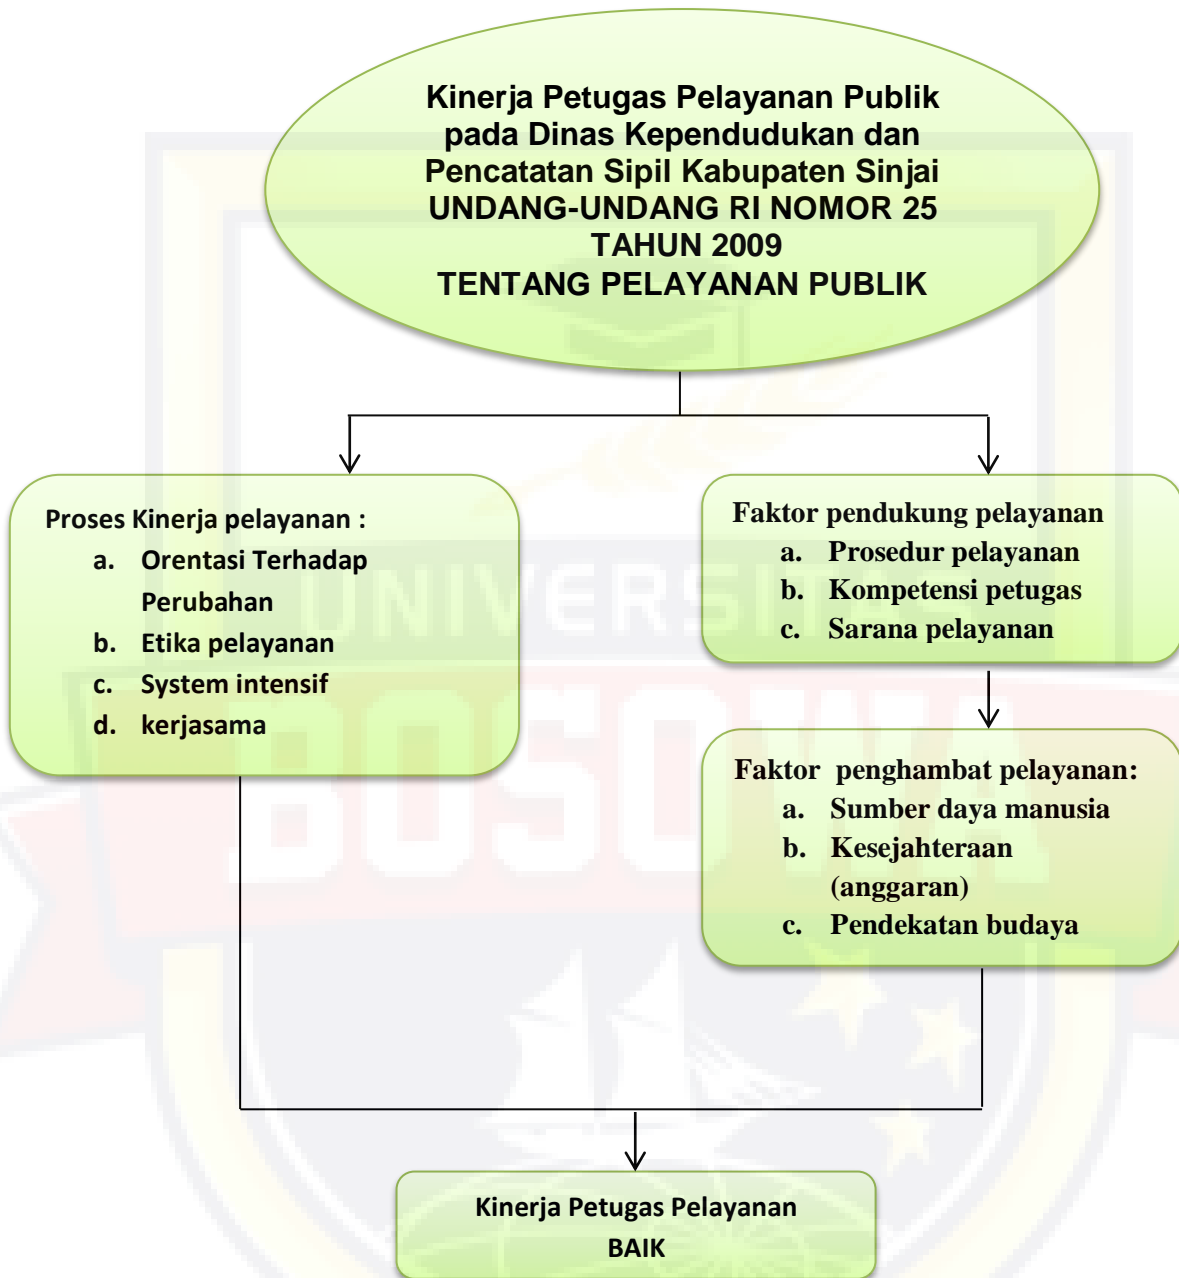 Kinerja Petugas Pelayanan Publik
pada Dinas Kependudukan dan
Pencatatan Sipil Kabupaten Sinjai
UNDANG-UNDANG RI NOMOR 25
TAHUN 2009
TENTANG PELAYANAN PUBLIK
Proses Kinerja pelayanan :
a. Orentasi Terhadap
Perubahan
b. Etika pelayanan
c. System intensif
d. kerjasama
Faktor pendukung pelayanan
a. Prosedur pelayanan
b. Kompetensi petugas
c. Sarana pelayanan
Faktor penghambat pelayanan:
a. Sumber daya manusia
b. Kesejahteraan
(anggaran)
c. Pendekatan budaya
UNIVERSITAS
BOSOWA
Kinerja Petugas Pelayanan
BAIK